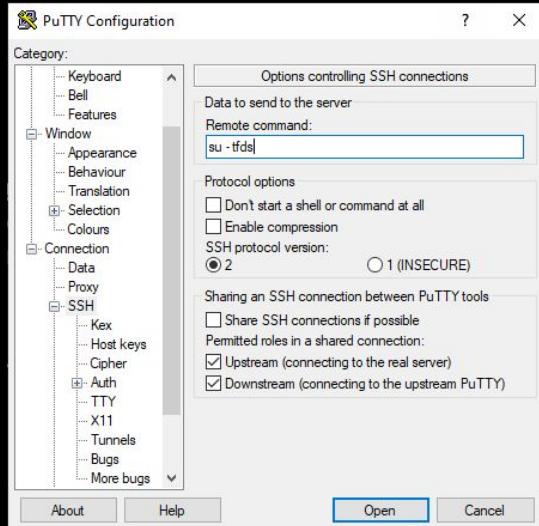 PuTTY Configuration
?
Category:
Keyboard
Bell
Features
Window
Appearance
Behaviour
Translation
Selection
Colours
Connection
Data
Proxy
SSH
Kex
Host keys
Cipher
Auth
TTY
X11
Tunnels
Bugs
More bugs
Options controlling SSH connections
Data to send to the server
Remote command:
su - tfds
Protocol options
Don't start a shell or command at all
Enable compression
SSH protocol version:
2 1 (INSECURE)
Sharing an SSH connection between PuTTY tools
Share SSH connections if possible
Permitted roles in a shared connection:
Upstream (connecting to the real server)
Downstream (connecting to the upstream PuTTY)
About Help Open Cancel